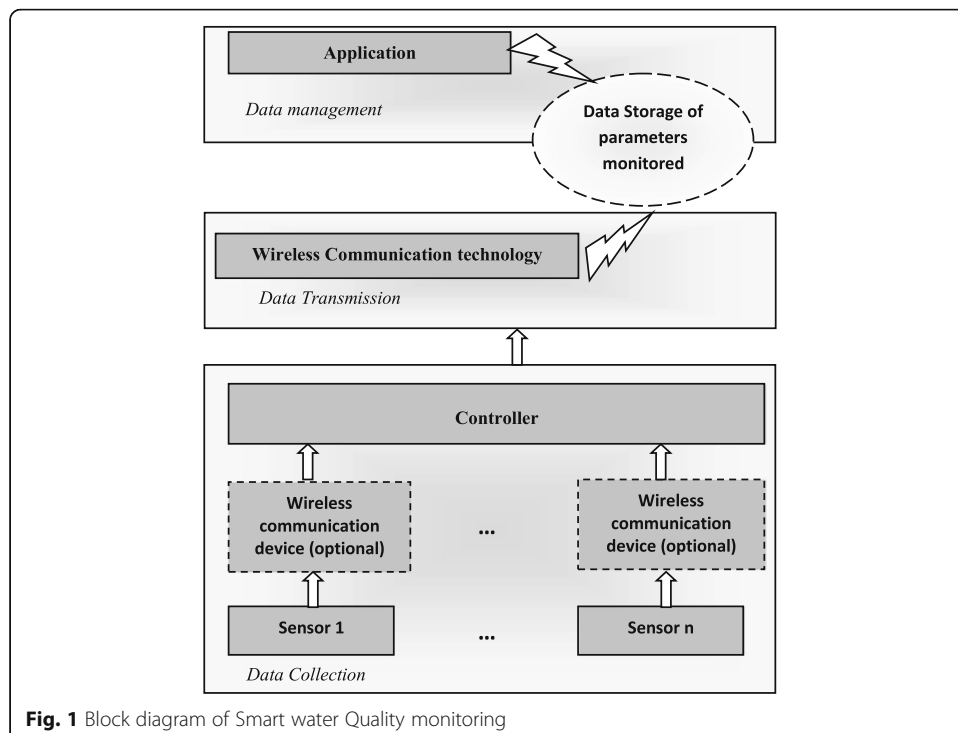 Application
Data management
Data Storage of
parameters
monitored
Wireless Communication technology
Data Transmission
Controller
Wireless
communication
device (optional)
...
Wireless
communication
device (optional)
Sensor 1
...
Sensor n
Data Collection
Fig. 1 Block diagram of Smart water Quality monitoring